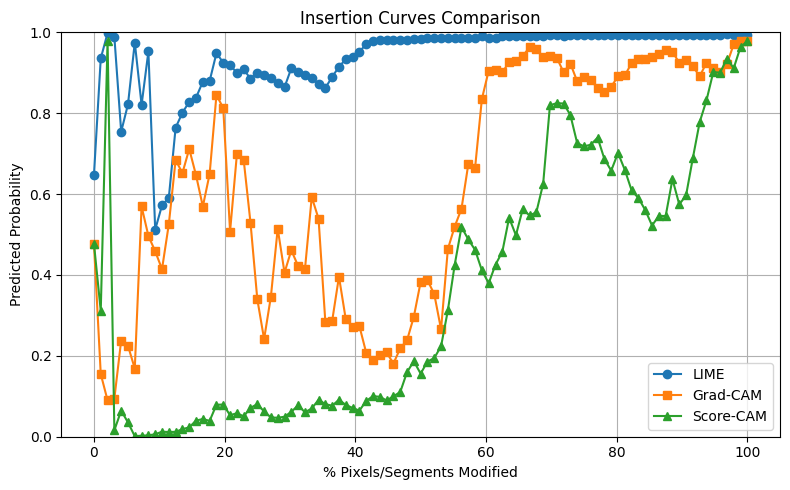 Insertion Curves Comparison
Predicted Probability
1.0
0.8
0.6
0.4
0.2
0.0
0
20
40
60
80
100
% Pixels/Segments Modified
LIME
Grad-CAM
Score-CAM